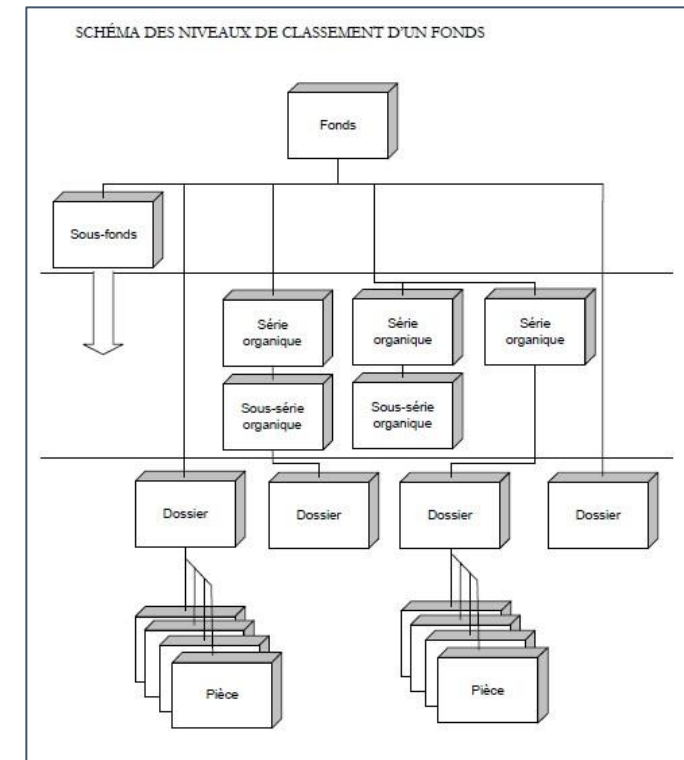 SCHÉMA DES NIVEAUX DE CLASSEMENT D'UN FONDS
Fonds
Sous-fonds
Série
organique
Série
organique
Série
organique
Sous-série
organique
Sous-série
organique
Dossier
Dossier
Dossier
Dossier
Pièce
Pièce